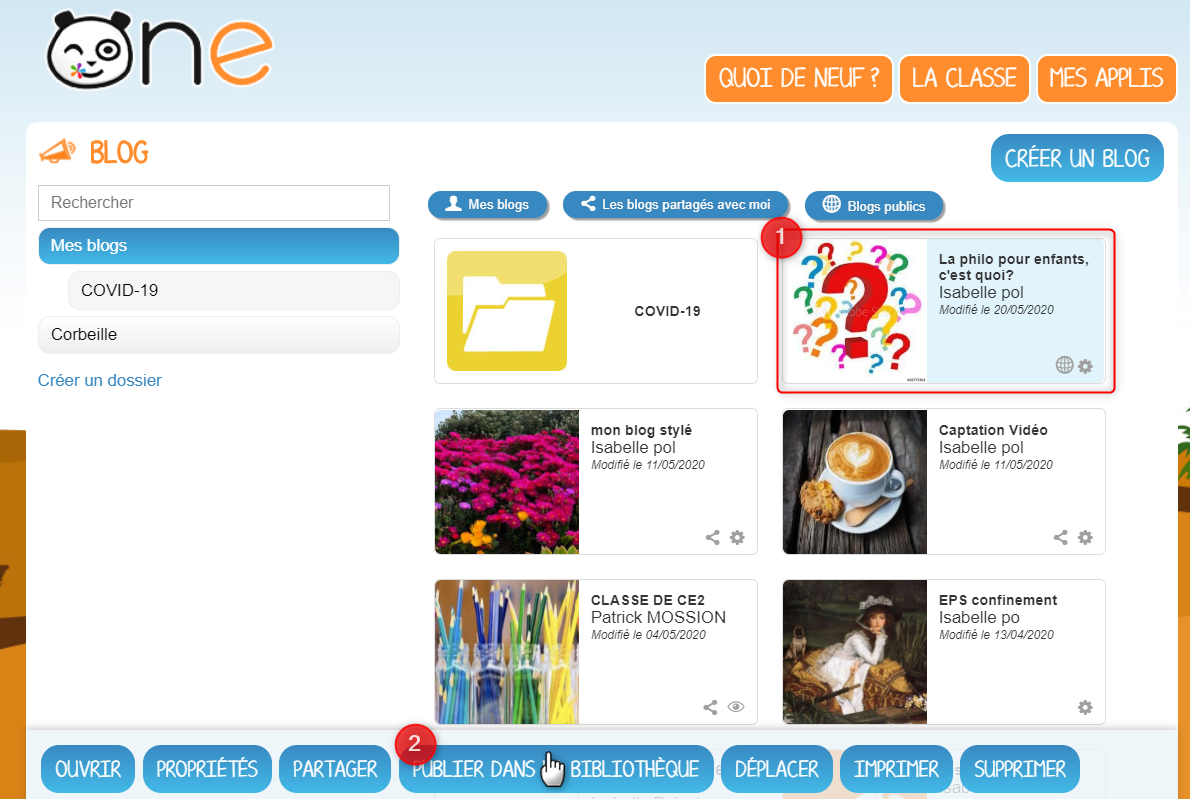 One
QUOI DE NEUF ?
LA CLASSE
MES APPLIS
BLOG
CRÉER UN BLOG
Rechercher
Mes blogs
Les blogs partagés avec moi
Blogs publics
Mes blogs
COVID-19
Corbeille
Créer un dossier
COVID-19
1
La philo pour enfants,
c'est quoi?
Isabelle pol
Modifié le 20/05/2020
mon blog stylé
Isabelle pol
Modifié le 11/05/2020
Captation Vidéo
Isabelle pol
Modifié le 11/05/2020
CLASSE DE CE2
Patrick MOSSION
Modifié le 04/05/2020
EPS confinement
Isabelle po
Modifié le 13/04/2020
2
OUVRIR
PROPRIÉTÉS
PARTAGER
PUBLIER DANS BIBLIOTHÈQUE
DÉPLACER
IMPRIMER
SUPPRIMER